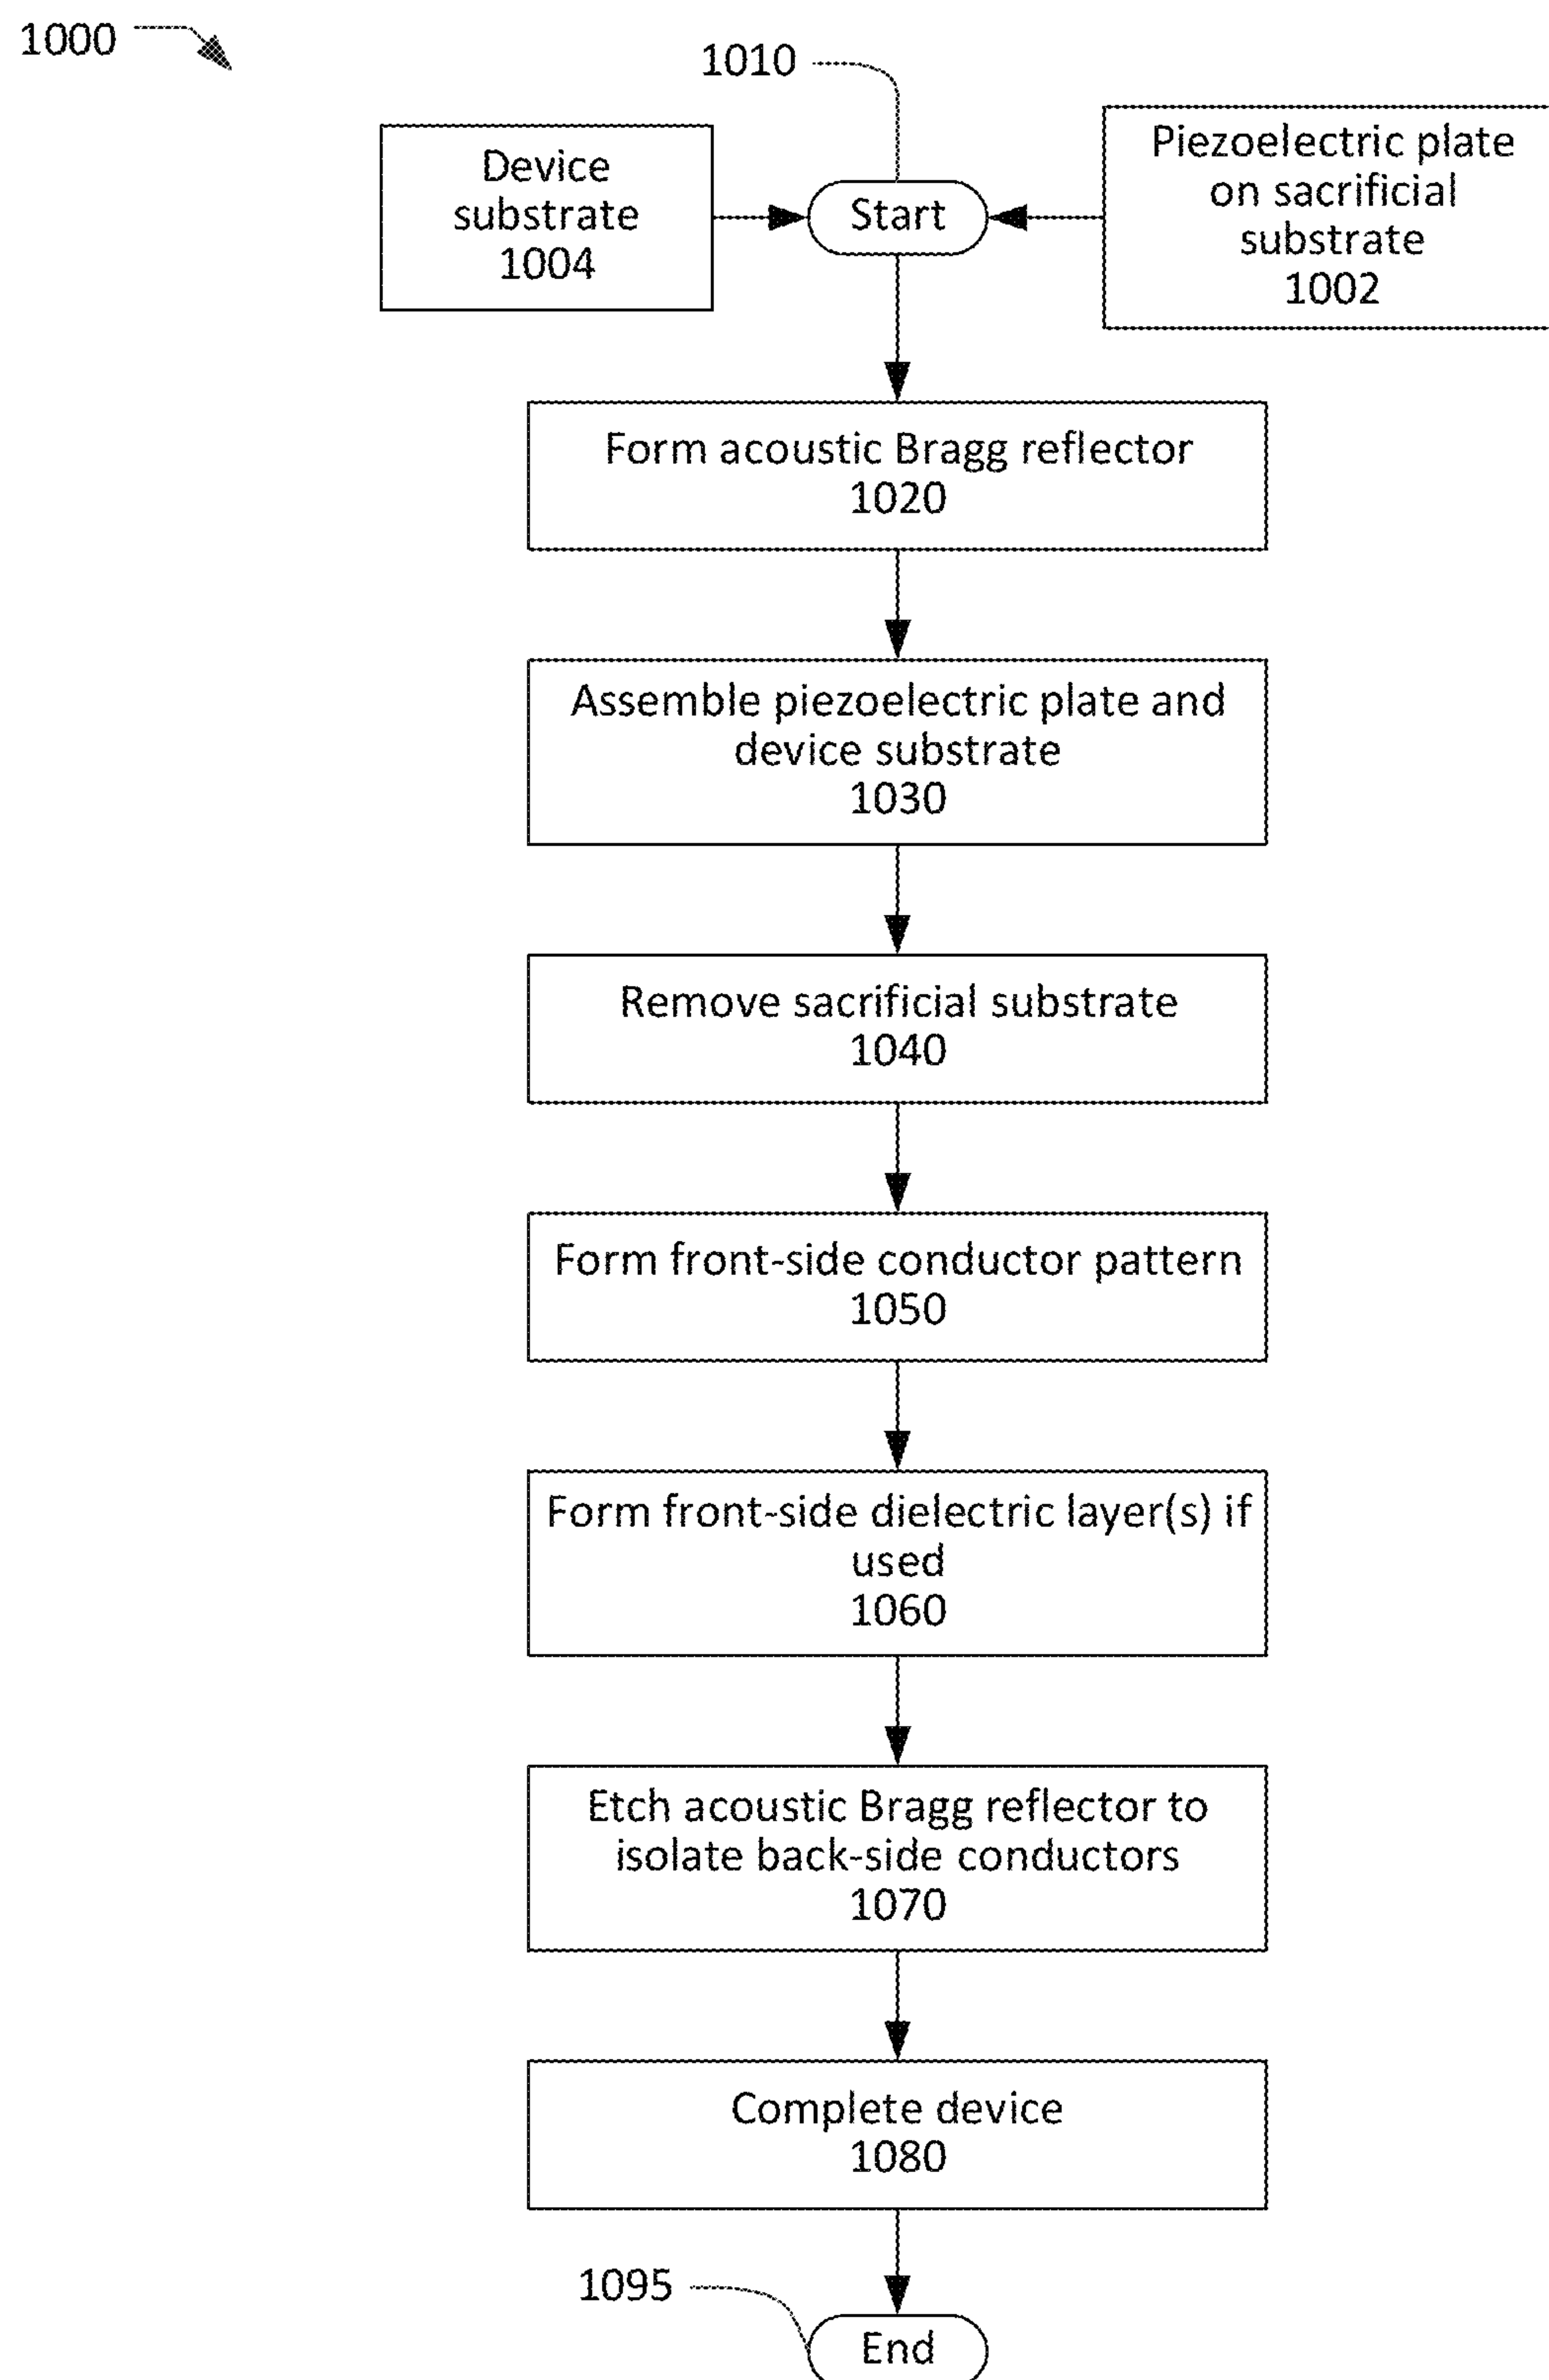 1000
1010
Device
substrate
1004
Start
Piezoelectric plate
on sacrificial
substrate
1002
Form acoustic Bragg reflector
1020
Assemble piezoelectric plate and
device substrate
1030
Remove sacrificial substrate
1040
Form front-side conductor pattern
1050
Form front-side dielectric layer(s) if
used
1060
Etch acoustic Bragg reflector to
isolate back-side conductors
1070
Complete device
1080
1095
End